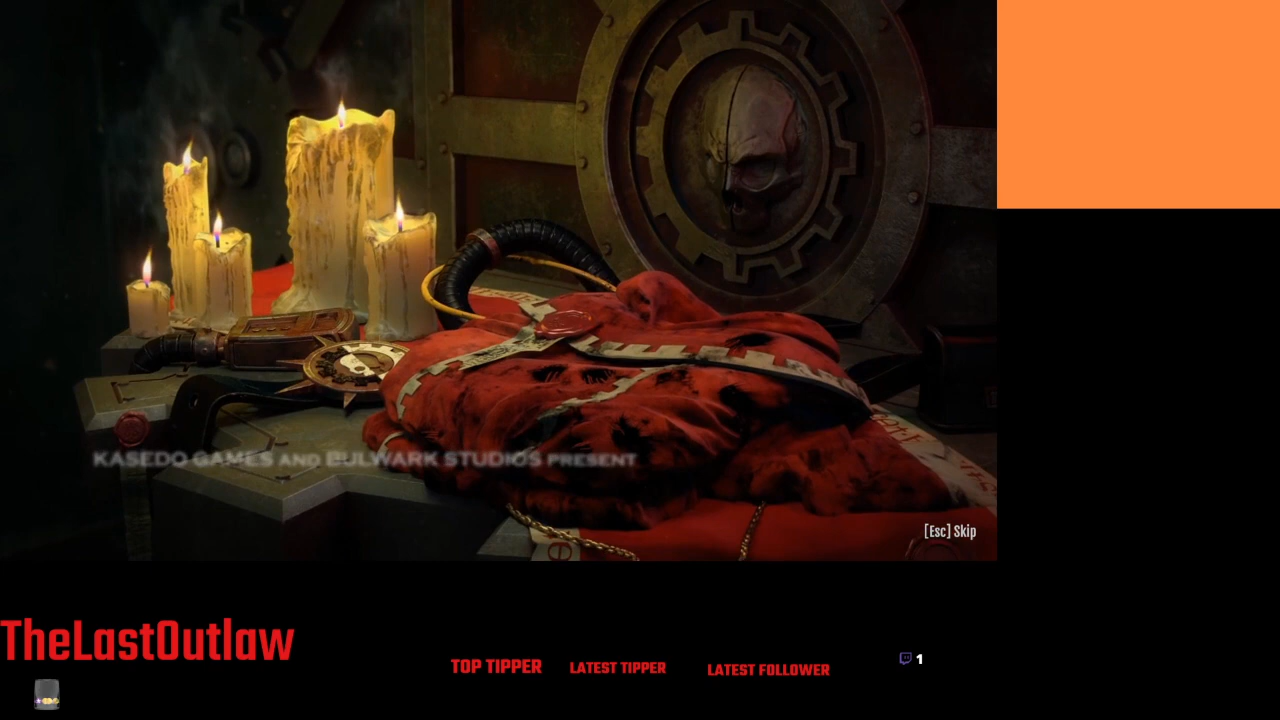 KASEDO GAMES AND BULWARK STUDIOS PRESENT
[Esc] Skip
TheLastOutlaw
TOP TIPPER
LATEST TIPPER
LATEST FOLLOWER
1